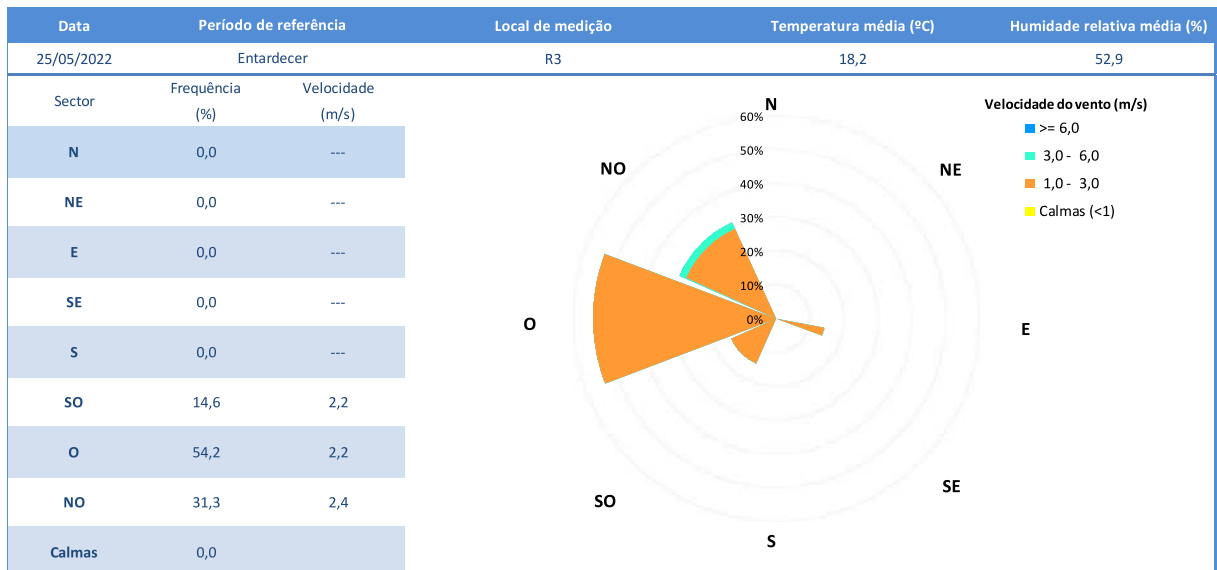 Data Período de referência Local de medição Temperatura média (ºC) Humidade relativa média (%)
25/05/2022 Entardecer R3 18,2 52,9
Sector Frequência (%) Velocidade (m/s)
N 0,0 ---
NE 0,0 ---
E 0,0 ---
SE 0,0 ---
S 0,0 ---
SO 14,6 2,2
O 54,2 2,2
NO 31,3 2,4
Calmas 0,0
N
NE
E
SE
S
SO
O
NO
60%
50%
40%
30%
20%
10%
0%
Velocidade do vento (m/s)
>= 6,0
3,0 - 6,0
1,0 - 3,0
Calmas (<1)